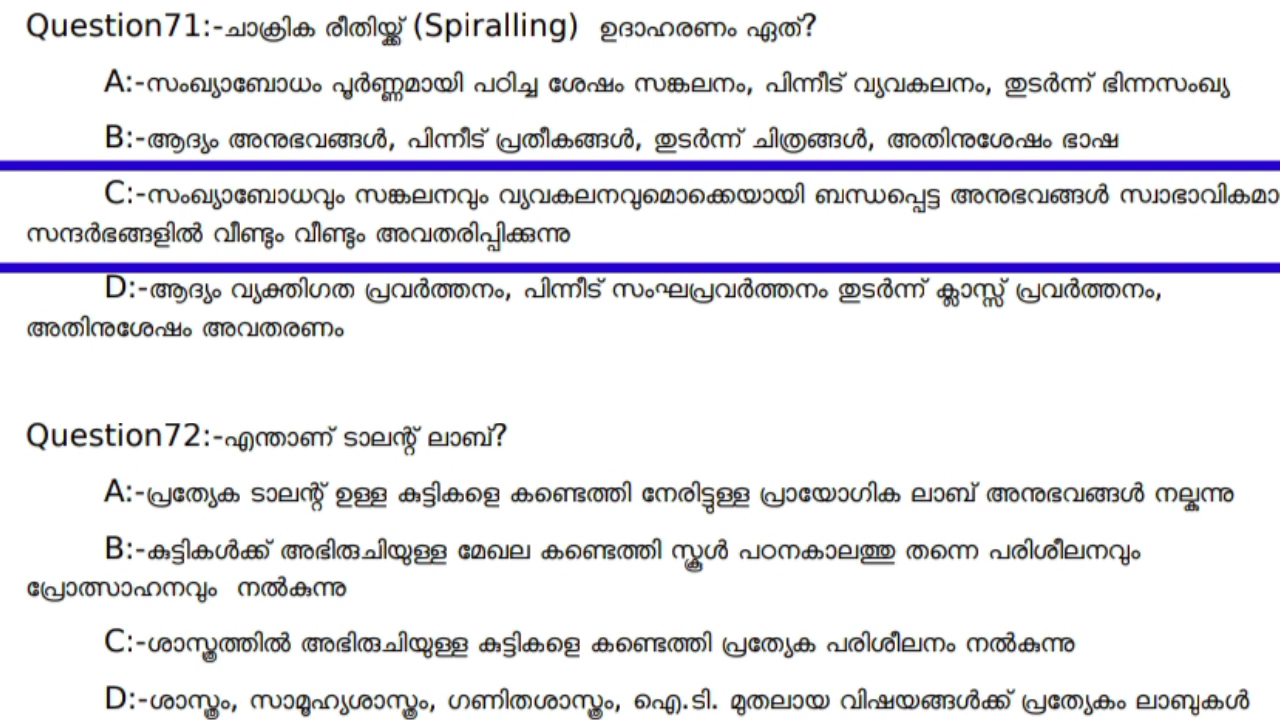 Question71:-ചാക്രിക രീതിയ്ക്ക് (Spiralling) ഉദാഹരണം ഏത്?
A:-സംഖ്യാബോധം പൂർണ്ണമായി പഠിച്ച ശേഷം സങ്കലനം, പിന്നീട് വ്യവകലനം, തുടർന്ന് ഭിന്നസംഖ്യ
B:-ആദ്യം അനുഭവങ്ങൾ, പിന്നീട് പ്രതീകങ്ങൾ, തുടർന്ന് ചിത്രങ്ങൾ, അതിനുശേഷം ഭാഷ
C:-സംഖ്യാബോധവും സങ്കലനവും വ്യവകലനവുമൊക്കെയായി ബന്ധപ്പെട്ട അനുഭവങ്ങൾ സ്വാഭാവികമാ
സന്ദർഭങ്ങളിൽ വീണ്ടും വീണ്ടും അവതരിപ്പിക്കുന്നു
D:-ആദ്യം വ്യക്തിഗത പ്രവർത്തനം, പിന്നീട് സംഘപ്രവർത്തനം തുടർന്ന് ക്ലാസ്സ് പ്രവർത്തനം,
അതിനുശേഷം അവതരണം
Question72:-എന്താണ് ടാലന്റ് ലാബ്?
A:-പ്രത്യേക ടാലന്റ് ഉള്ള കുട്ടികളെ കണ്ടെത്തി നേരിട്ടുള്ള പ്രായോഗിക ലാബ് അനുഭവങ്ങൾ നല്കുന്നു
B:-കുട്ടികൾക്ക് അഭിരുചിയുള്ള മേഖല കണ്ടെത്തി സ്കൂൾ പഠനകാലത്തു തന്നെ പരിശീലനവും
പ്രോത്സാഹനവും നൽകുന്നു
C:-ശാസ്ത്രത്തിൽ അഭിരുചിയുള്ള കുട്ടികളെ കണ്ടെത്തി പ്രത്യേക പരിശീലനം നൽകുന്നു
D:-ശാസ്ത്രം, സാമൂഹ്യശാസ്ത്രം, ഗണിതശാസ്ത്രം, ഐ.ടി. മുതലായ വിഷയങ്ങൾക്ക് പ്രത്യേകം ലാബുകൾ